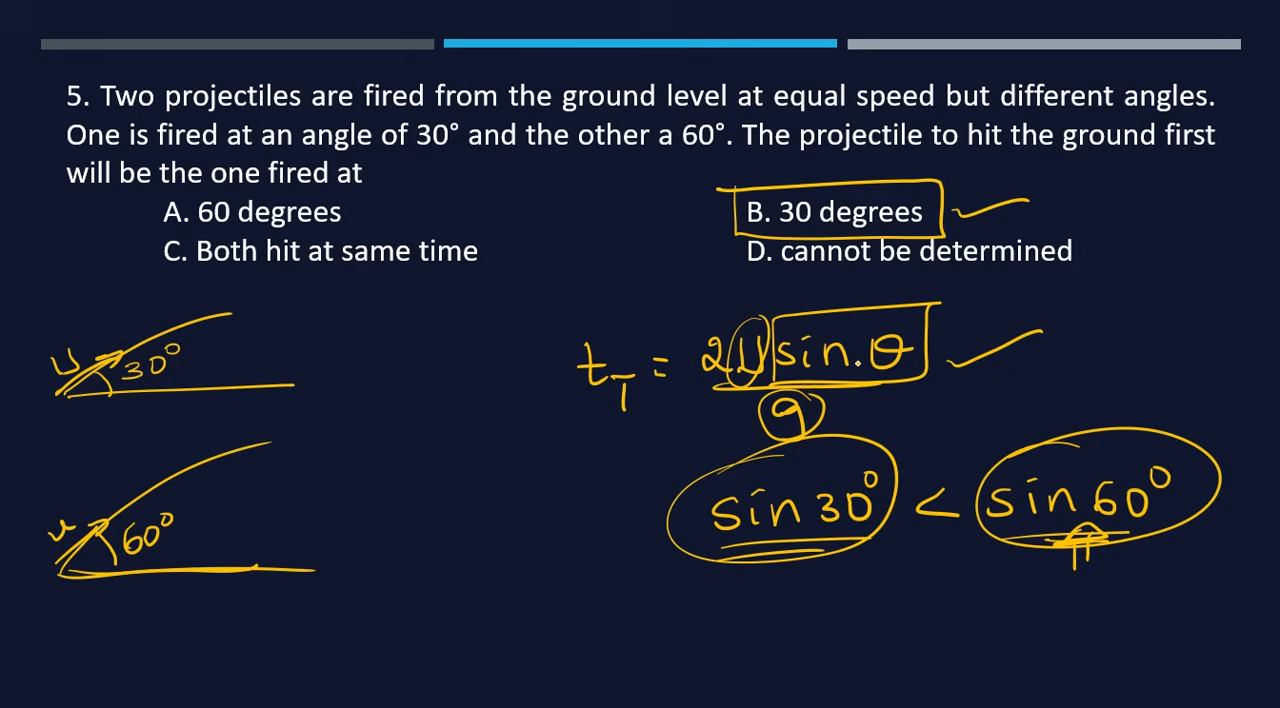 5. Two projectiles are fired from the ground level at equal speed but different angles.
One is fired at an angle of 30° and the other a 60°. The projectile to hit the ground first
will be the one fired at
A. 60 degrees
B. 30 degrees
C. Both hit at same time
D. cannot be determined
U 30°
t_T = 2U sin.θ / g
sin 30° < sin 60°
60°